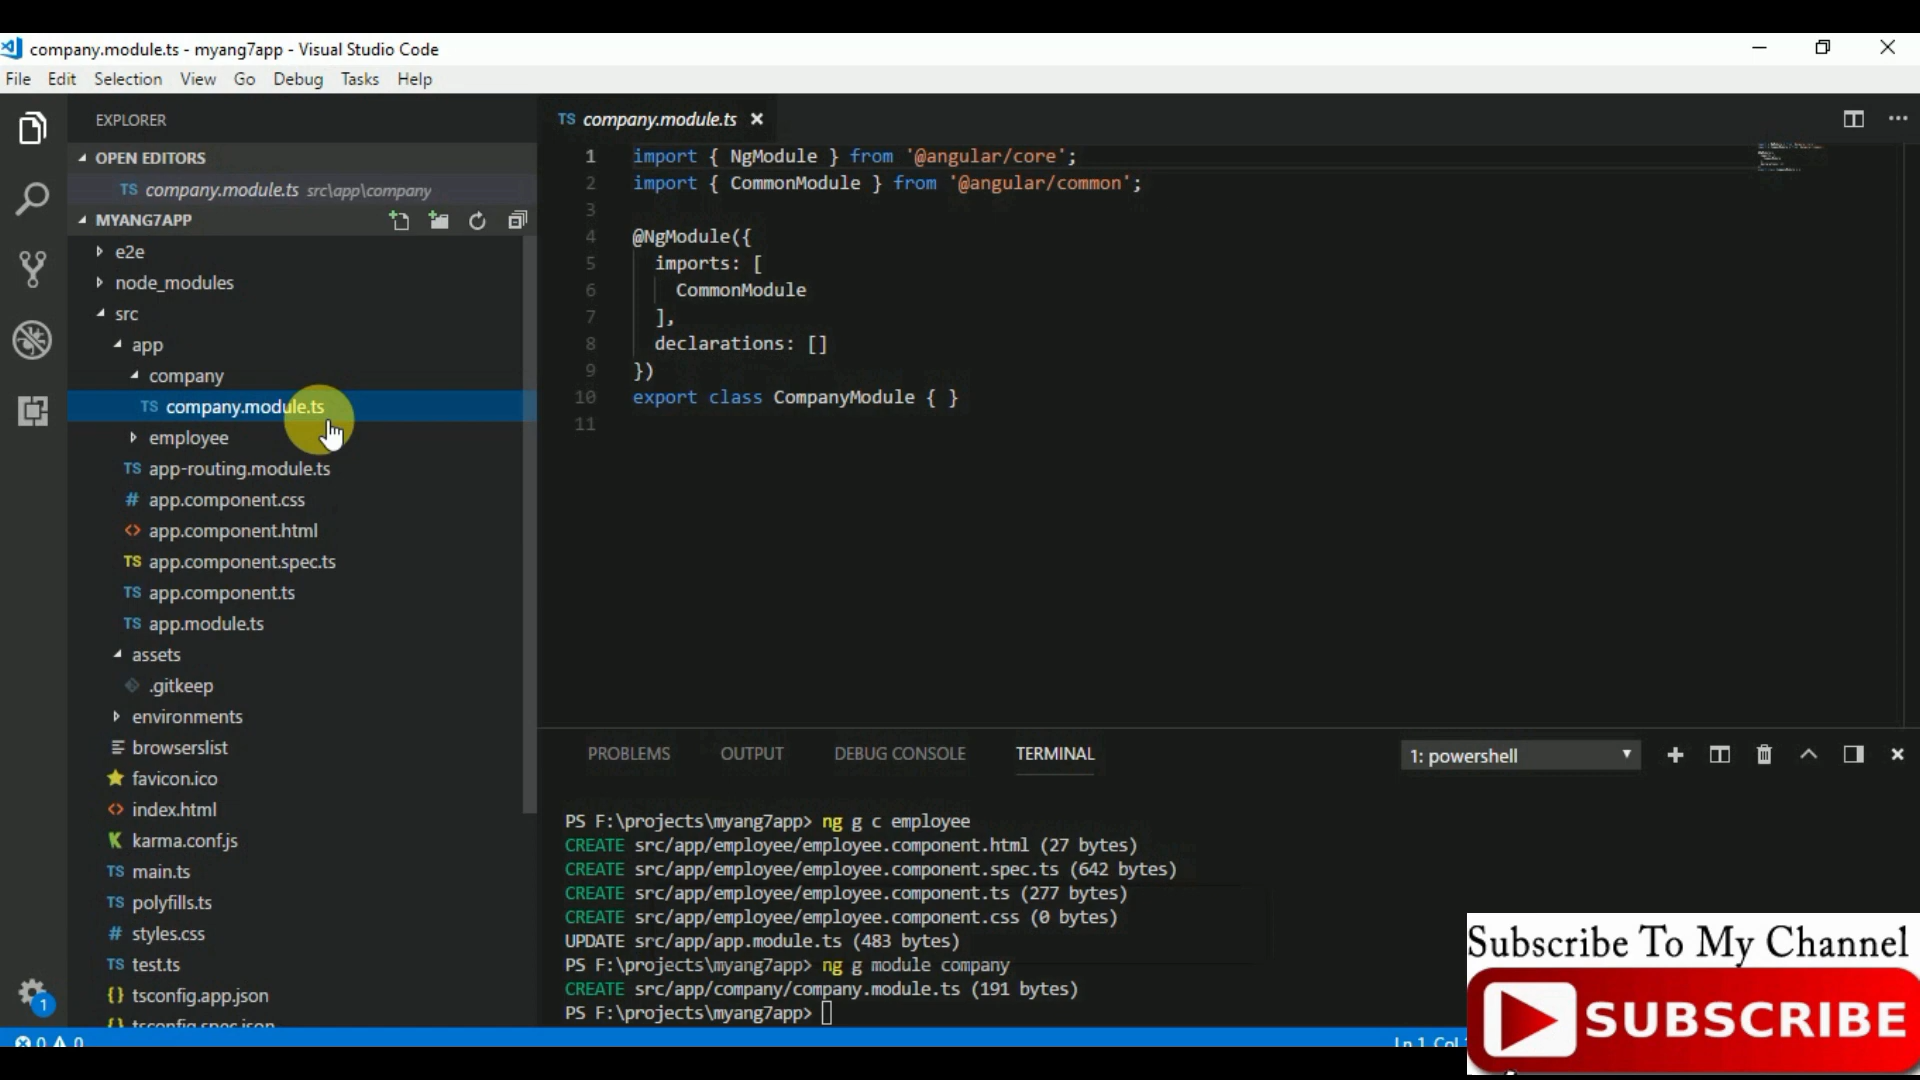 company.module.ts - myang7app - Visual Studio Code
File Edit Selection View Go Debug Tasks Help
EXPLORER
OPEN EDITORS
TS company.module.ts src\app\company
MYANG7APP
e2e
node_modules
src
app
company
TS company.module.ts
employee
TS app-routing.module.ts
# app.component.css
<> app.component.html
TS app.component.spec.ts
TS app.component.ts
TS app.module.ts
assets
.gitkeep
environments
browserslist
favicon.ico
<> index.html
K karma.conf.js
TS main.ts
TS polyfills.ts
# styles.css
TS test.ts
{} tsconfig.app.json
{} tsconfig.spec.json
1
0 0
TS company.module.ts
1 import { NgModule } from '@angular/core';
2 import { CommonModule } from '@angular/common';
3
4 @NgModule({
5 imports: [
6 CommonModule
7 ],
8 declarations: []
9 })
10 export class CompanyModule { }
11
PROBLEMS OUTPUT DEBUG CONSOLE TERMINAL 1: powershell
PS F:\projects\myang7app> ng g c employee
CREATE src/app/employee/employee.component.html (27 bytes)
CREATE src/app/employee/employee.component.spec.ts (642 bytes)
CREATE src/app/employee/employee.component.ts (277 bytes)
CREATE src/app/employee/employee.component.css (0 bytes)
UPDATE src/app/app.module.ts (483 bytes)
PS F:\projects\myang7app> ng g module company
CREATE src/app/company/company.module.ts (191 bytes)
PS F:\projects\myang7app>
Ln 1, Col
Subscribe To My Channel
SUBSCRIBE